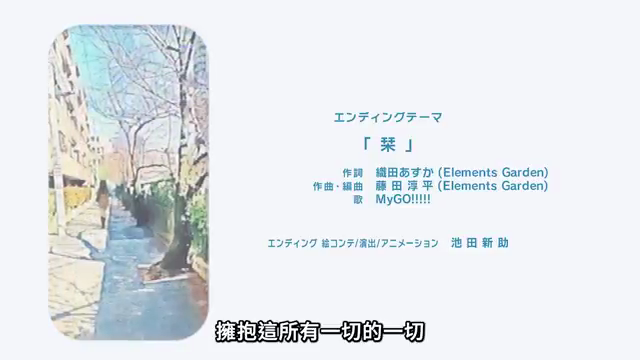 エンディングテーマ
「 栞 」
作詞 織田あすか (Elements Garden)
作曲・編曲 藤田淳平 (Elements Garden)
歌 MyGO!!!!!
エンディング 絵コンテ/演出/アニメーション 池田新助
擁抱這所有一切的一切